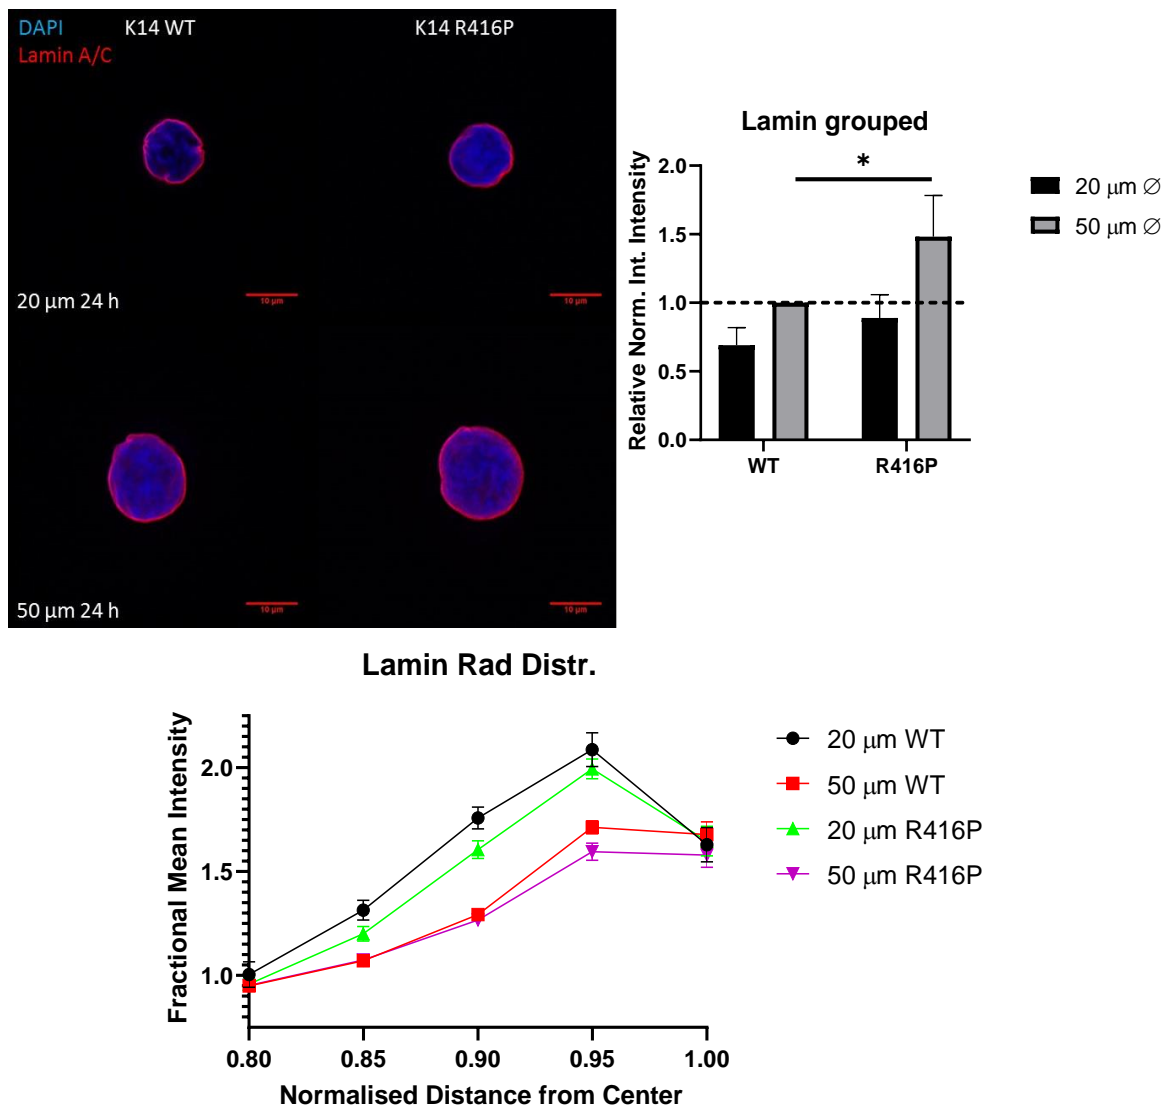 DAPI
K14 WT
K14 R416P
Lamin A/C
20 µm 24 h
10 µm
10 µm
50 µm 24 h
10 µm
10 µm
Lamin grouped
Relative Norm. Int. Intensity
2.0
1.5
1.0
0.5
0.0
*
WT
R416P
20 µm ∅
50 µm ∅
Lamin Rad Distr.
Fractional Mean Intensity
2.0
1.5
1.0
0.80
0.85
0.90
0.95
1.00
Normalised Distance from Center
20 µm WT
50 µm WT
20 µm R416P
50 µm R416P